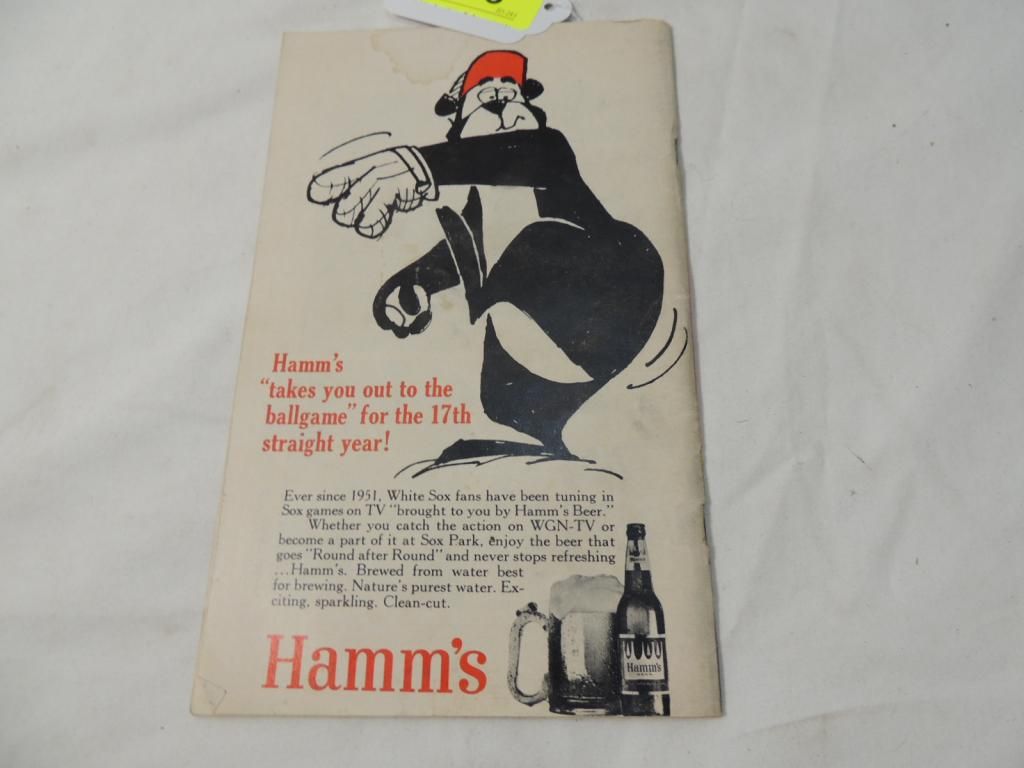 Hamm's
"takes you out to the
ballgame" for the 17th
straight year!
Ever since 1951, White Sox fans have been tuning in
Sox games on TV "brought to you by Hamm's Beer."
Whether you catch the action on WGN-TV or
become a part of it at Sox Park, enjoy the beer that
goes "Round after Round" and never stops refreshing
...Hamm's. Brewed from water best
for brewing. Nature's purest water. Ex-
citing, sparkling. Clean-cut.
Hamm's
Hamm's